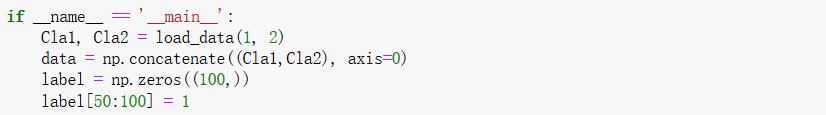 if __name__ == '__main__':
    Cla1, Cla2 = load_data(1, 2)
    data = np.concatenate((Cla1,Cla2), axis=0)
    label = np.zeros((100,))
    label[50:100] = 1